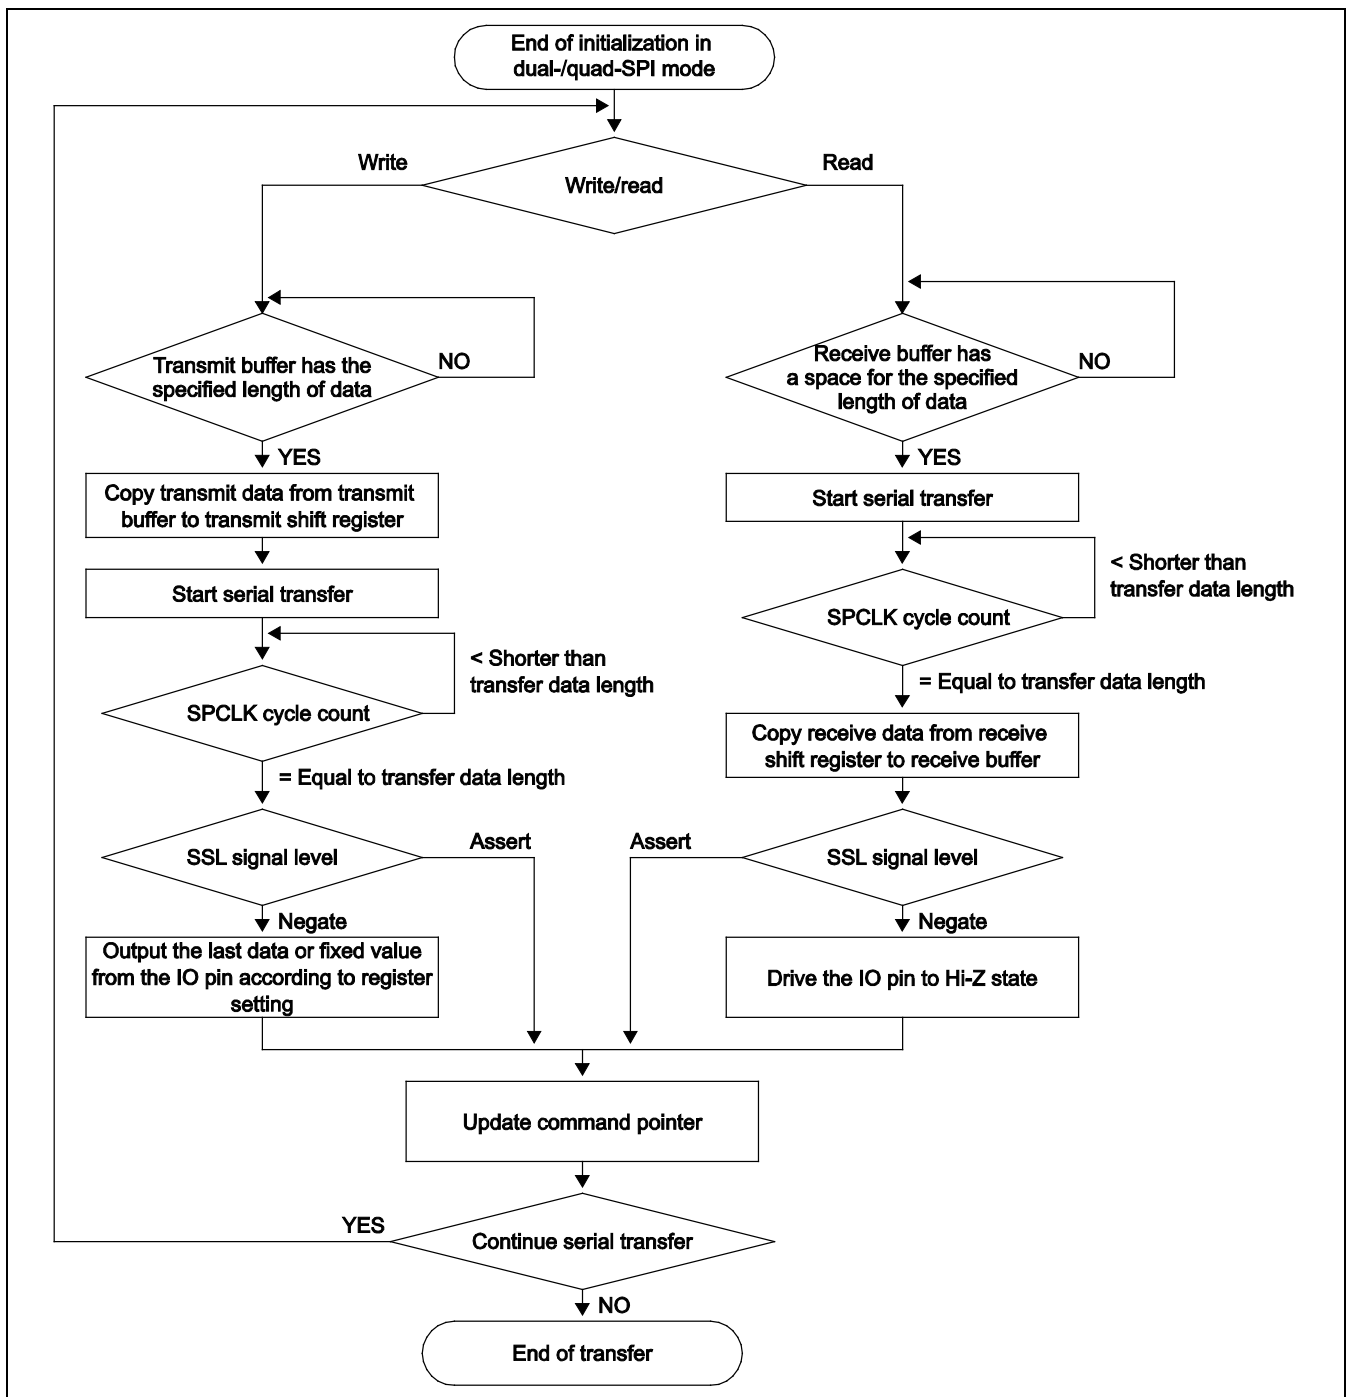 End of initialization in
dual-/quad-SPI mode
Write
Read
Write/read
Transmit buffer has the
specified length of data
NO
Receive buffer has
a space for the specified
length of data
NO
YES
YES
Copy transmit data from transmit
buffer to transmit shift register
Start serial transfer
Start serial transfer
< Shorter than
transfer data length
SPCLK cycle count
< Shorter than
transfer data length
SPCLK cycle count
= Equal to transfer data length
Copy receive data from receive
shift register to receive buffer
= Equal to transfer data length
SSL signal level
Assert
Assert
SSL signal level
Negate
Negate
Output the last data or fixed value
from the IO pin according to register
setting
Drive the IO pin to Hi-Z state
Update command pointer
YES
Continue serial transfer
NO
End of transfer